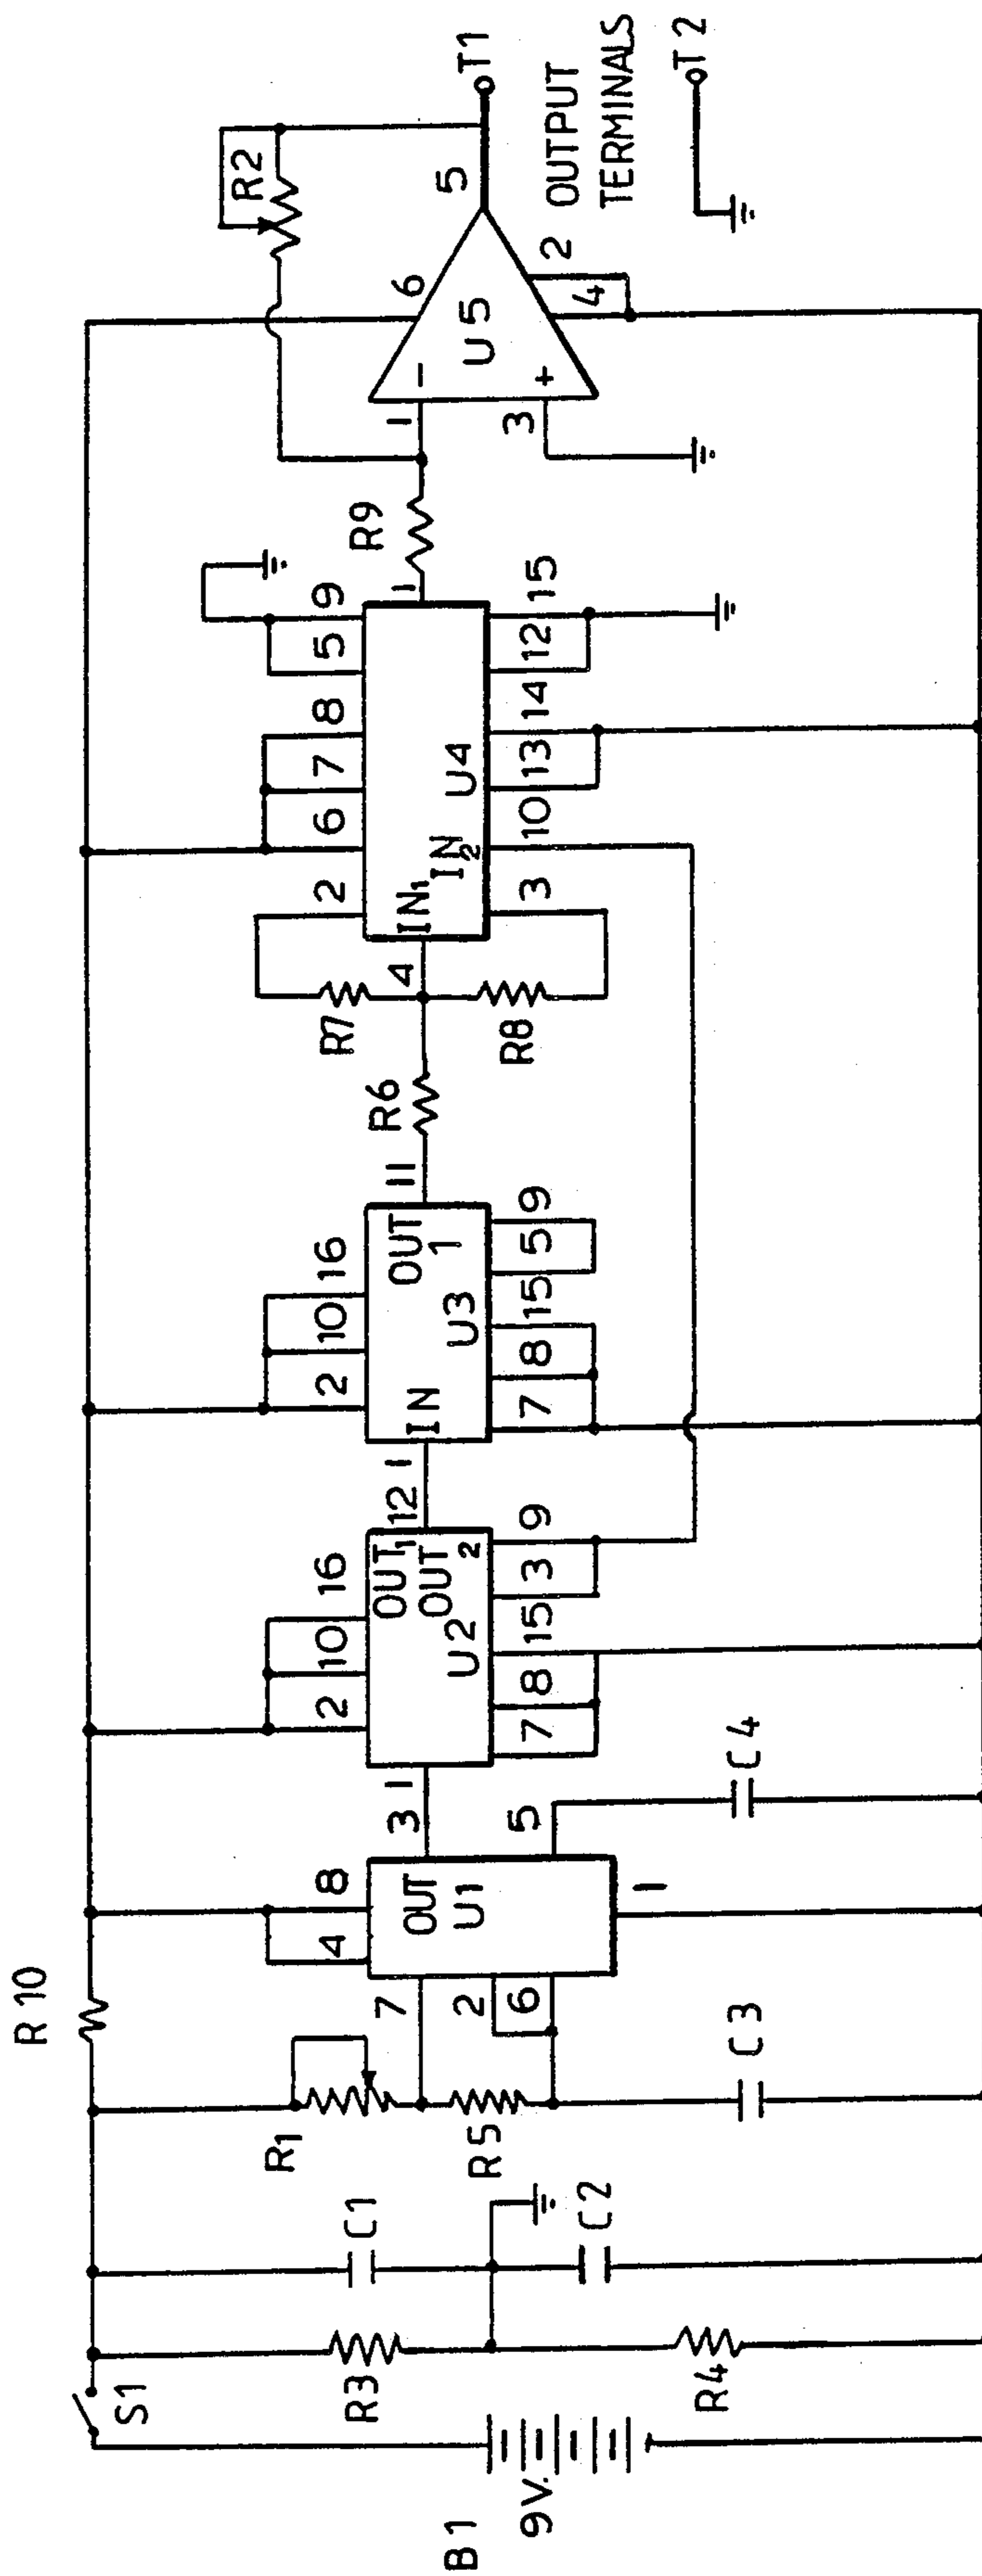 R10
S1
B1
9V.
R3
R4
C1
C2
R1
R5
C3
7
2
6
4 8
OUT
U1
3
5
1
C4
1
2 10 16
OUT1
OUT2
U2
7 8 15 3 9
12
1
2 10 16
IN
OUT
1
U3
7 8 15 5 9
11
R6
R7
R8
4
2 6 7 8 5 9
IN1
IN2
U4
3 10 13 14 12 15
1
R9
1
3
−
+
U5
6
4 2
5
R2
T1
OUTPUT
TERMINALS
T2